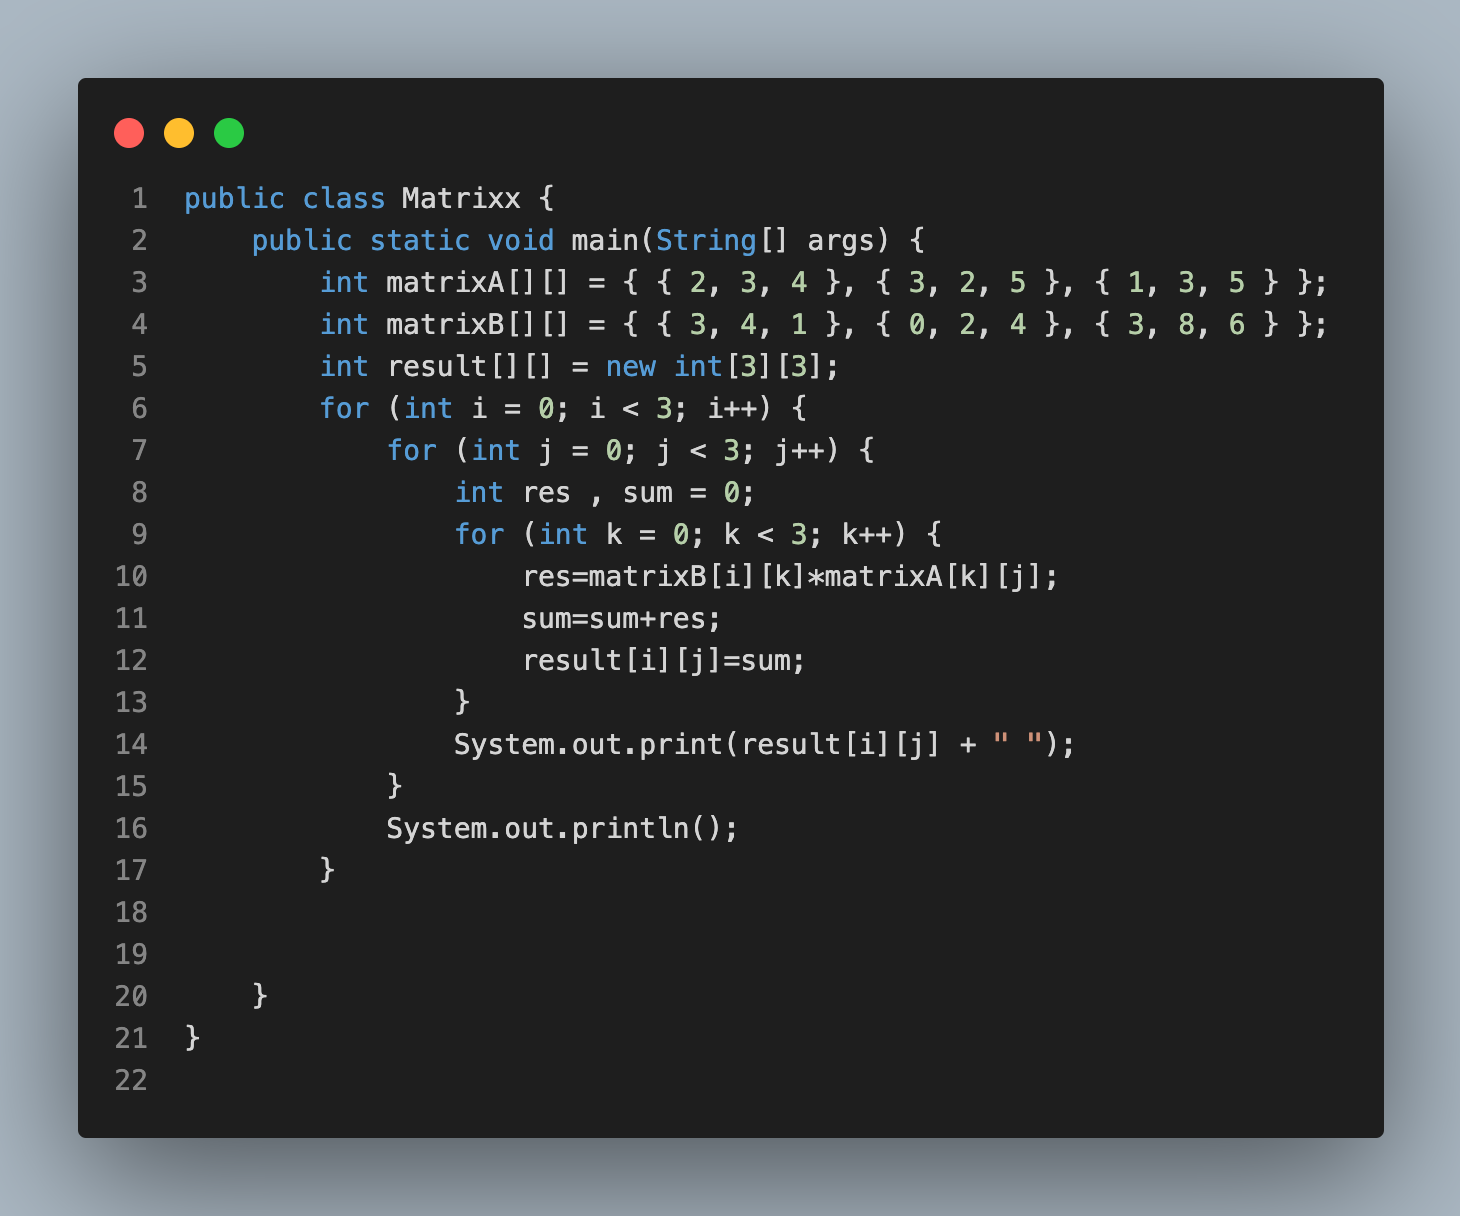 1 public class Matrixx {
2     public static void main(String[] args) {
3         int matrixA[][] = { { 2, 3, 4 }, { 3, 2, 5 }, { 1, 3, 5 } };
4         int matrixB[][] = { { 3, 4, 1 }, { 0, 2, 4 }, { 3, 8, 6 } };
5         int result[][] = new int[3][3];
6         for (int i = 0; i < 3; i++) {
7             for (int j = 0; j < 3; j++) {
8                 int res , sum = 0;
9                 for (int k = 0; k < 3; k++) {
10                     res=matrixB[i][k]*matrixA[k][j];
11                     sum=sum+res;
12                     result[i][j]=sum;
13                 }
14                 System.out.print(result[i][j] + " ");
15             }
16             System.out.println();
17         }
18
19
20     }
21 }
22